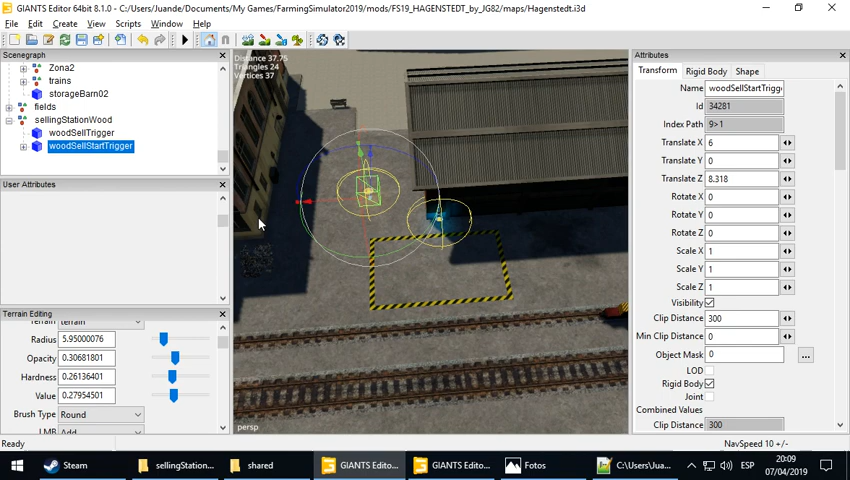 GIANTS Editor 64bit 8.1.0 - C:/Users/Juande/Documents/My Games/FarmingSimulator2019/mods/FS19_HAGENSTEDT_by_JG82/maps/Hagenstedt.i3d
File Edit Create View Scripts Window Help
Scenegraph
Zona2
trains
storageBarn02
fields
sellingStationWood
woodSellTrigger
woodSellStartTrigger
User Attributes
Terrain Editing
terrain
Radius 5.95000076
Opacity 0.30681801
Hardness 0.26136401
Value 0.27954501
Brush Type Round
LMB Add
Distance 37.75
Triangles 24
Vertices 37
persp
Attributes
Transform Rigid Body Shape
Name woodSellStartTrigg
Id 34281
Index Path 9>1
Translate X 6
Translate Y 0
Translate Z 8.318
Rotate X 0
Rotate Y 0
Rotate Z 0
Scale X 1
Scale Y 1
Scale Z 1
Visibility
Clip Distance 300
Min Clip Distance 0
Object Mask 0 ...
LOD
Rigid Body
Joint
Combined Values
Clip Distance 300
Ready
NavSpeed 10 +/-
Steam sellingStation... shared GIANTS Edito... GIANTS Edito... Fotos C:\Users\Jua... ESP 20:09
07/04/2019